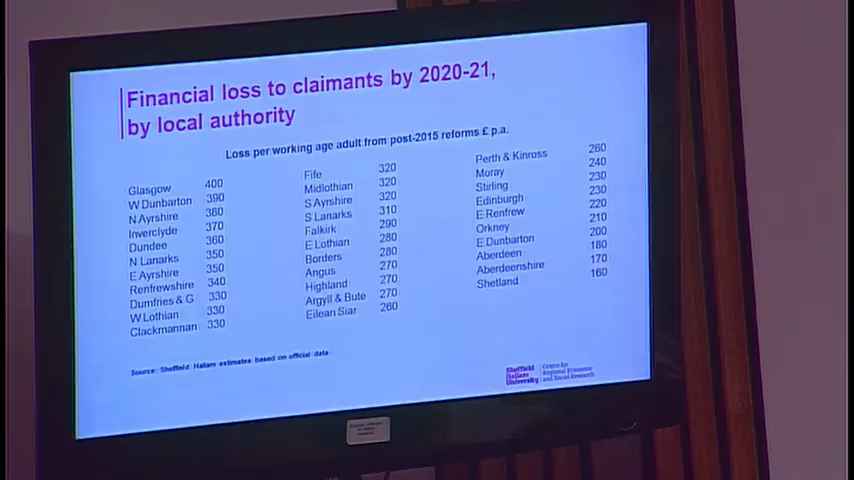 Financial loss to claimants by 2020-21,
by local authority
Loss per working age adult from post-2015 reforms £ p.a.
Glasgow 400
W Dunbarton 390
N Ayrshire 380
Inverclyde 370
Dundee 360
N Lanarks 350
E Ayrshire 350
Renfrewshire 340
Dumfries & G 330
W Lothian 330
Clackmannan 330
Fife 320
Midlothian 320
S Ayrshire 320
S Lanarks 310
Falkirk 290
E Lothian 280
Borders 280
Angus 270
Highland 270
Argyll & Bute 270
Eilean Siar 260
Perth & Kinross 260
Moray 240
Stirling 230
Edinburgh 230
E Renfrew 220
Orkney 210
E Dunbarton 200
Aberdeen 180
Aberdeenshire 170
Shetland 160
Source: Sheffield Hallam estimates based on official data
Sheffield
Hallam
University
Centre for
Regional Economic
and Social Research